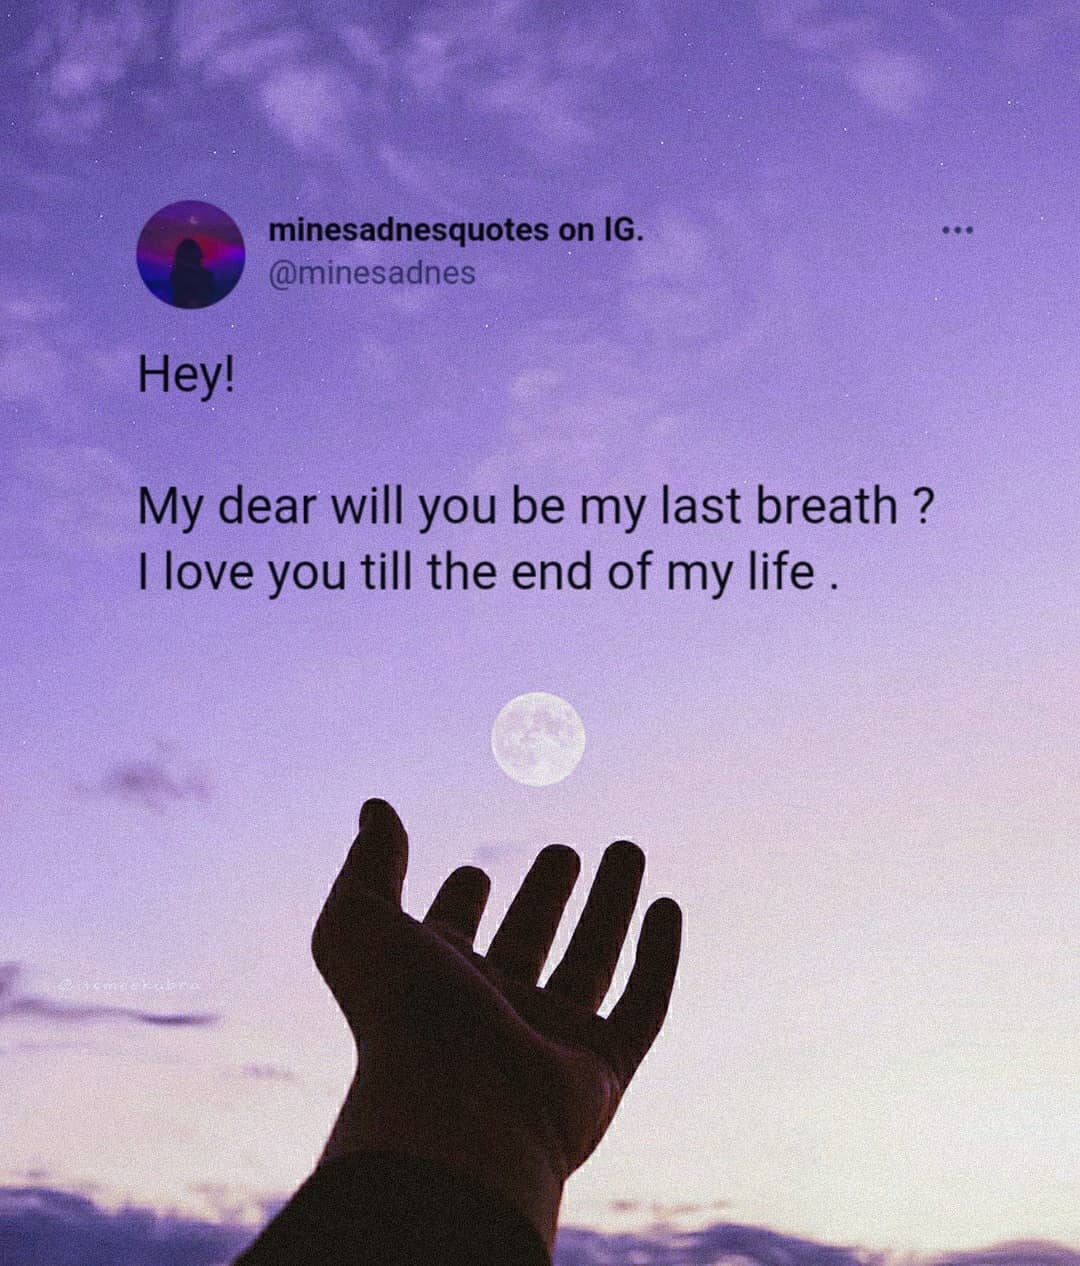 minesadnesquotes on IG.
@minesadnes
Hey!
My dear will you be my last breath ?
I love you till the end of my life .